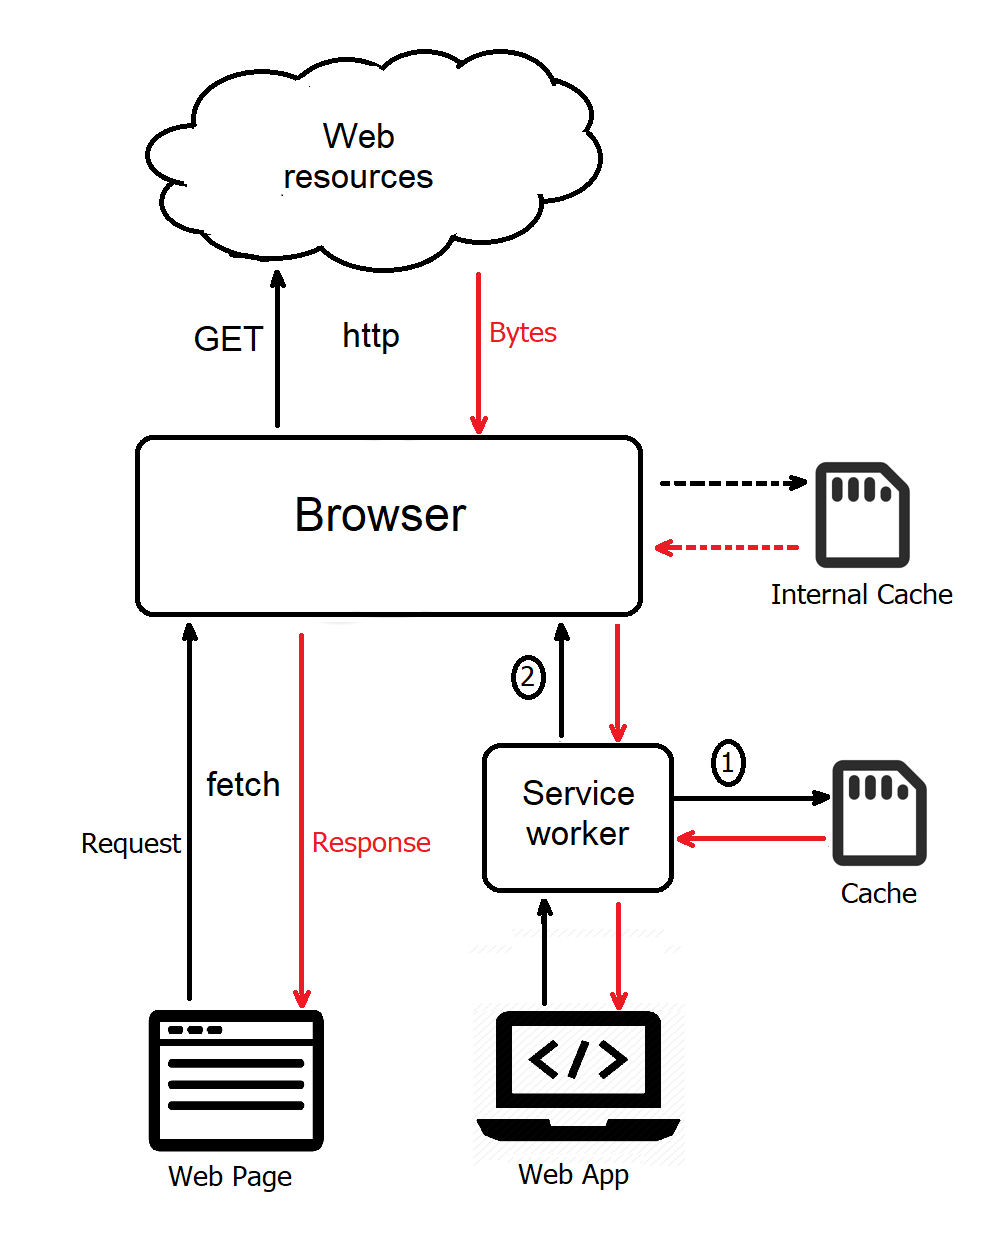 Web
resources
GET
http
Bytes
Browser
Internal Cache
2
1
Service
worker
fetch
Request
Response
Cache
</>
Web Page
Web App